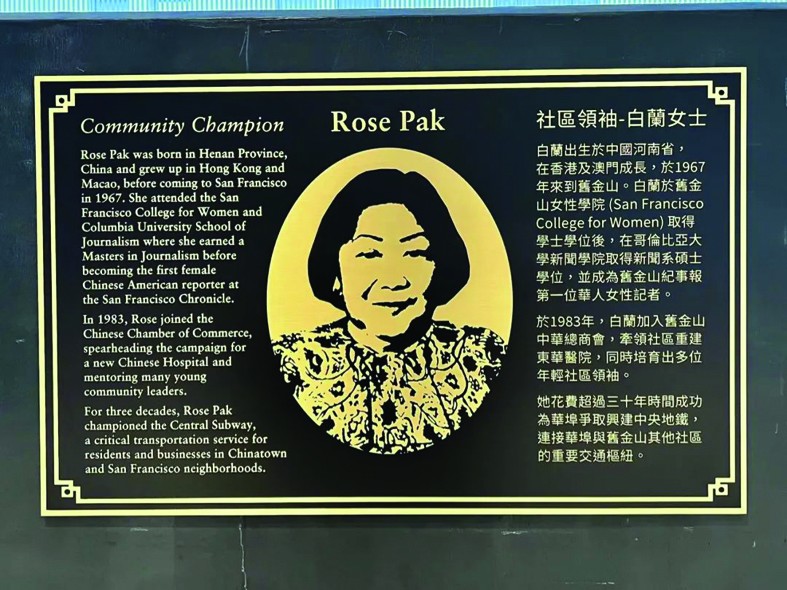 Community Champion
Rose Pak was born in Henan Province,
China and grew up in Hong Kong and
Macao, before coming to San Francisco
in 1967. She attended the San
Francisco College for Women and
Columbia University School of
Journalism where she earned a
Masters in Journalism before
becoming the first female
Chinese American reporter at
the San Francisco Chronicle.
In 1983, Rose joined the
Chinese Chamber of Commerce,
spearheading the campaign for
a new Chinese Hospital and
mentoring many young
community leaders.
For three decades, Rose Pak
championed the Central Subway,
a critical transportation service for
residents and businesses in Chinatown
and San Francisco neighborhoods.
Rose Pak
社區領袖-白蘭女士
白蘭出生於中國河南省，
在香港及澳門成長，於1967
年來到舊金山。白蘭於舊金
山女性學院 (San Francisco
College for Women) 取得
學士學位後，在哥倫比亞大
學新聞學院取得新聞系碩士
學位，並成為舊金山紀事報
第一位華人女性記者。
於1983年，白蘭加入舊金山
中華總商會，牽領社區重建
東華醫院，同時培育出多位
年輕社區領袖。
她花費超過三十年時間成功
為華埠爭取興建中央地鐵，
連接華埠與舊金山其他社區
的重要交通樞紐。